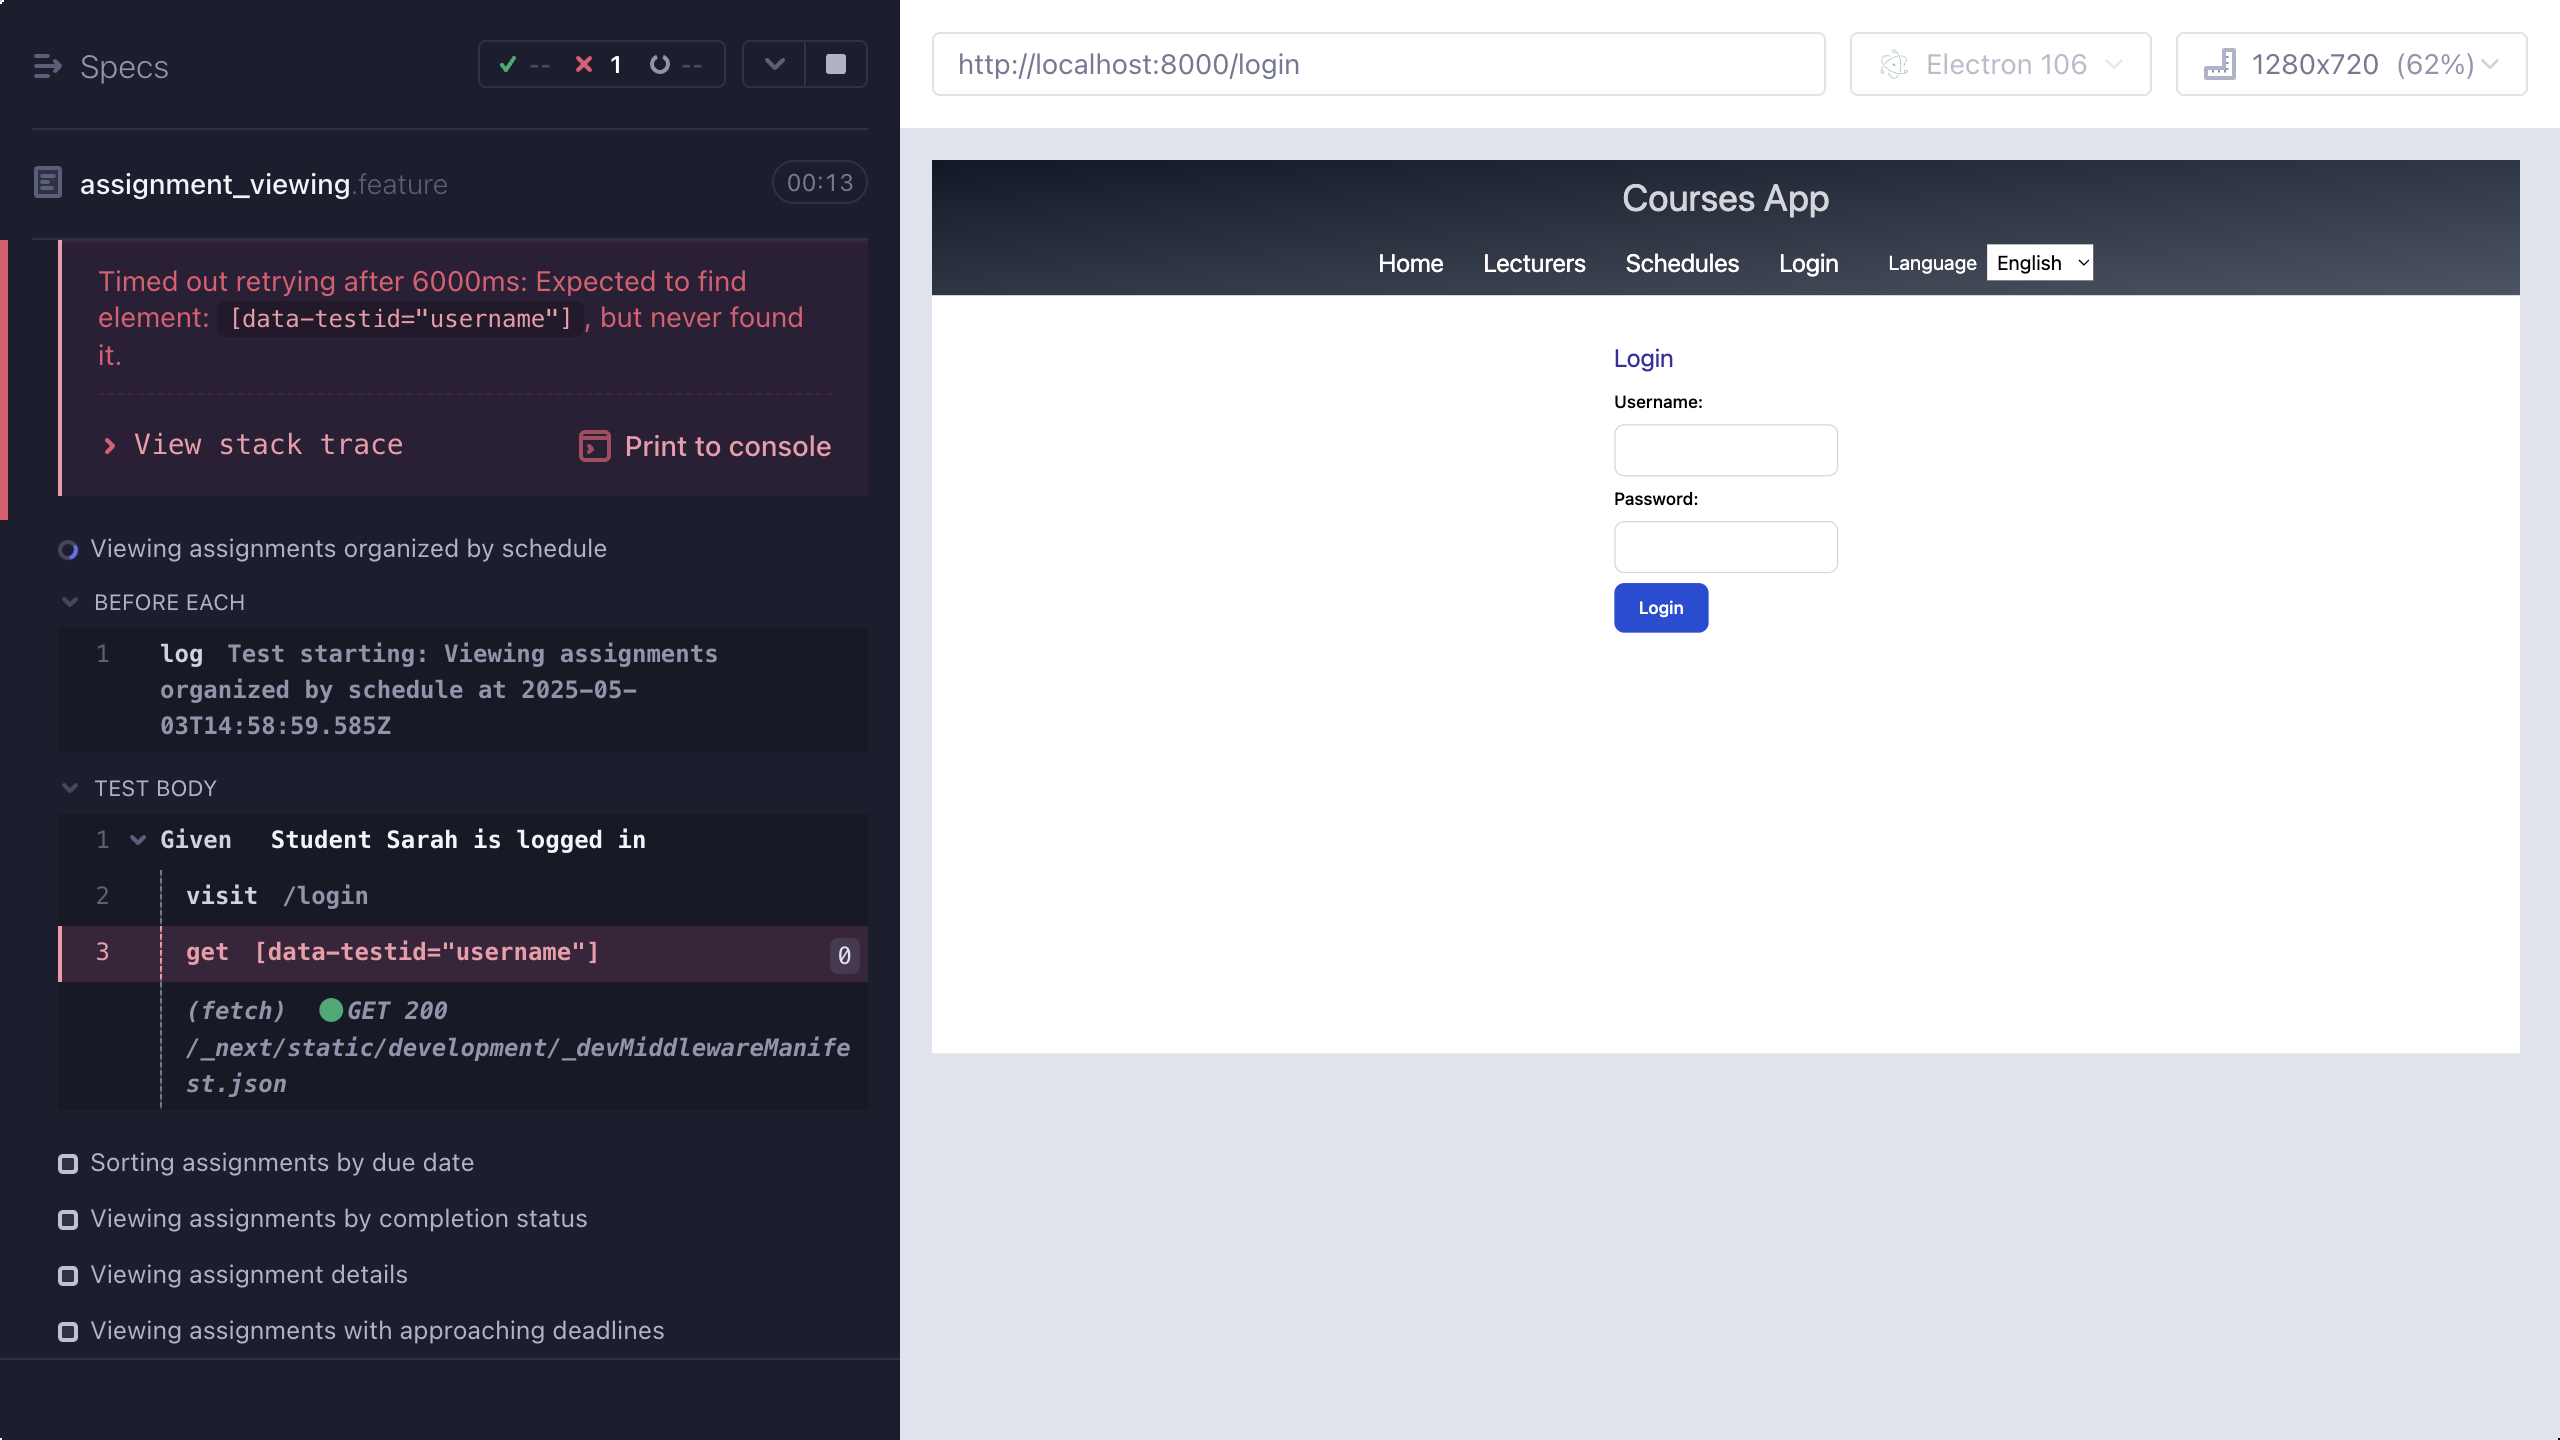 Specs
-- 1 --
assignment_viewing.feature
00:13
Timed out retrying after 6000ms: Expected to find
element: [data-testid="username"] , but never found
it.
View stack trace
Print to console
Viewing assignments organized by schedule
BEFORE EACH
1 log Test starting: Viewing assignments
organized by schedule at 2025-05-
03T14:58:59.585Z
TEST BODY
1 Given Student Sarah is logged in
2 visit /login
3 get [data-testid="username"] 0
(fetch) GET 200
/_next/static/development/_devMiddlewareManife
st.json
Sorting assignments by due date
Viewing assignments by completion status
Viewing assignment details
Viewing assignments with approaching deadlines
http://localhost:8000/login
Electron 106
1280x720 (62%)
Courses App
Home Lecturers Schedules Login Language English
Login
Username:
Password:
Login